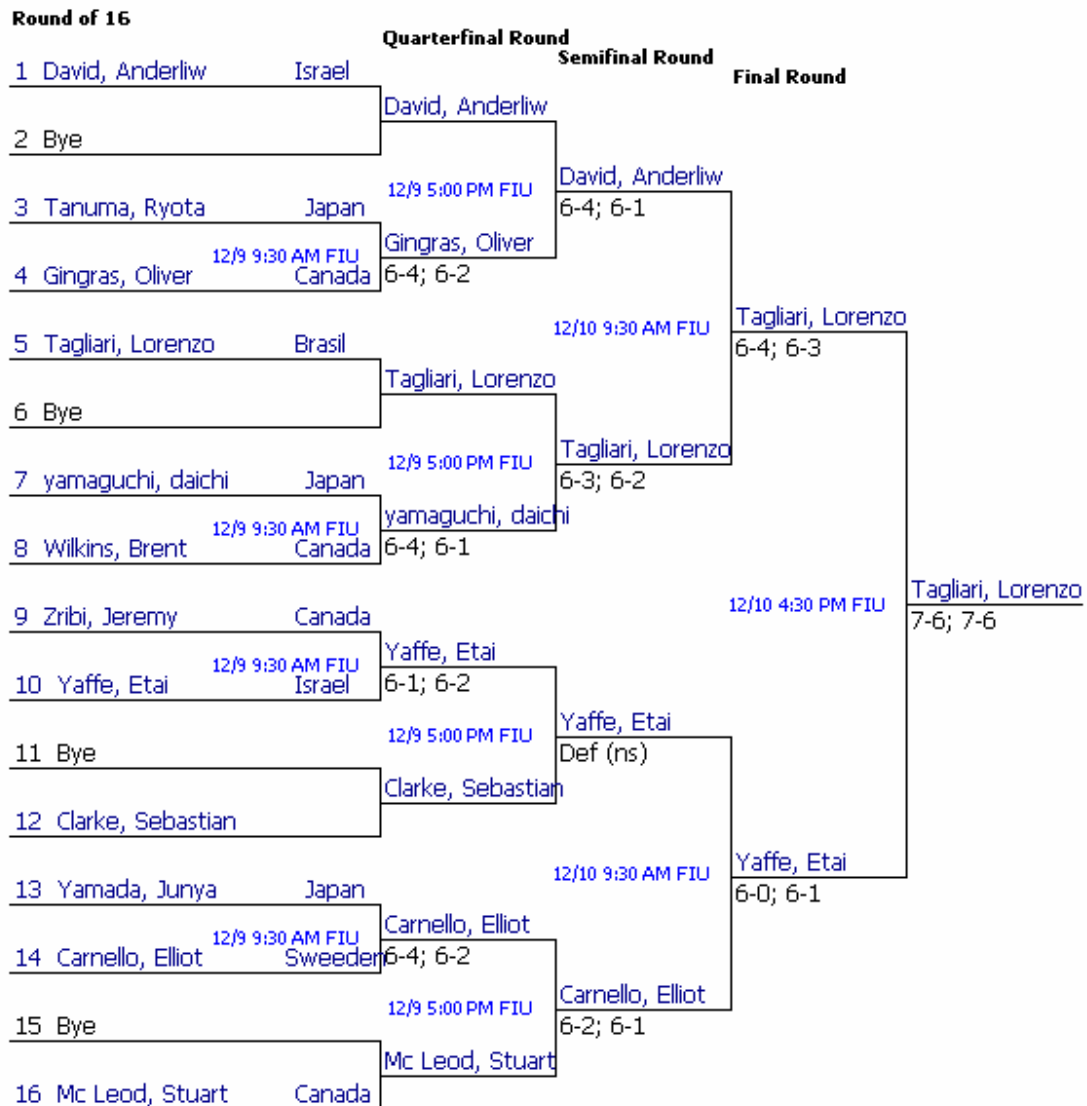 Round of 16
Quarterfinal Round
Semifinal Round
Final Round
1 David, Anderliw Israel
David, Anderliw
2 Bye
12/9 5:00 PM FIU
David, Anderliw
6-4; 6-1
3 Tanuma, Ryota Japan
12/9 9:30 AM FIU
Gingras, Oliver
6-4; 6-2
4 Gingras, Oliver Canada
12/10 9:30 AM FIU
Tagliari, Lorenzo
6-4; 6-3
5 Tagliari, Lorenzo Brasil
Tagliari, Lorenzo
6 Bye
12/9 5:00 PM FIU
Tagliari, Lorenzo
6-3; 6-2
7 yamaguchi, daichi Japan
12/9 9:30 AM FIU
yamaguchi, daichi
6-4; 6-1
8 Wilkins, Brent Canada
12/10 4:30 PM FIU
Tagliari, Lorenzo
7-6; 7-6
9 Zribi, Jeremy Canada
12/9 9:30 AM FIU
Yaffe, Etai
6-1; 6-2
10 Yaffe, Etai Israel
12/9 5:00 PM FIU
Yaffe, Etai
Def (ns)
11 Bye
Clarke, Sebastian
12 Clarke, Sebastian
12/10 9:30 AM FIU
Yaffe, Etai
6-0; 6-1
13 Yamada, Junya Japan
12/9 9:30 AM FIU
Carnello, Elliot
6-4; 6-2
14 Carnello, Elliot Sweeden
12/9 5:00 PM FIU
Carnello, Elliot
6-2; 6-1
15 Bye
Mc Leod, Stuart
16 Mc Leod, Stuart Canada